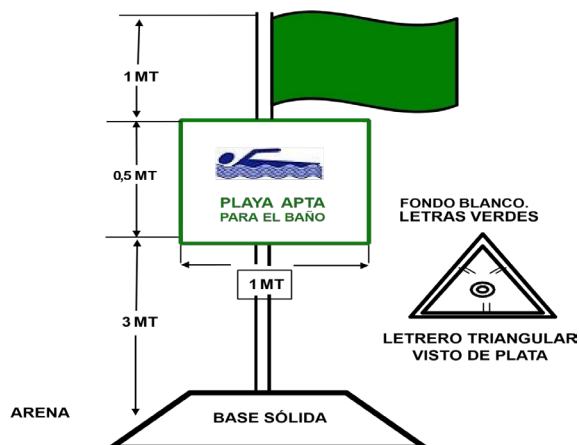 1 MT
0,5 MT
PLAYA APTA
PARA EL BAÑO
FONDO BLANCO.
LETRAS VERDES
1 MT
3 MT
LETRERO TRIANGULAR
VISTO DE PLATA
ARENA
BASE SÓLIDA